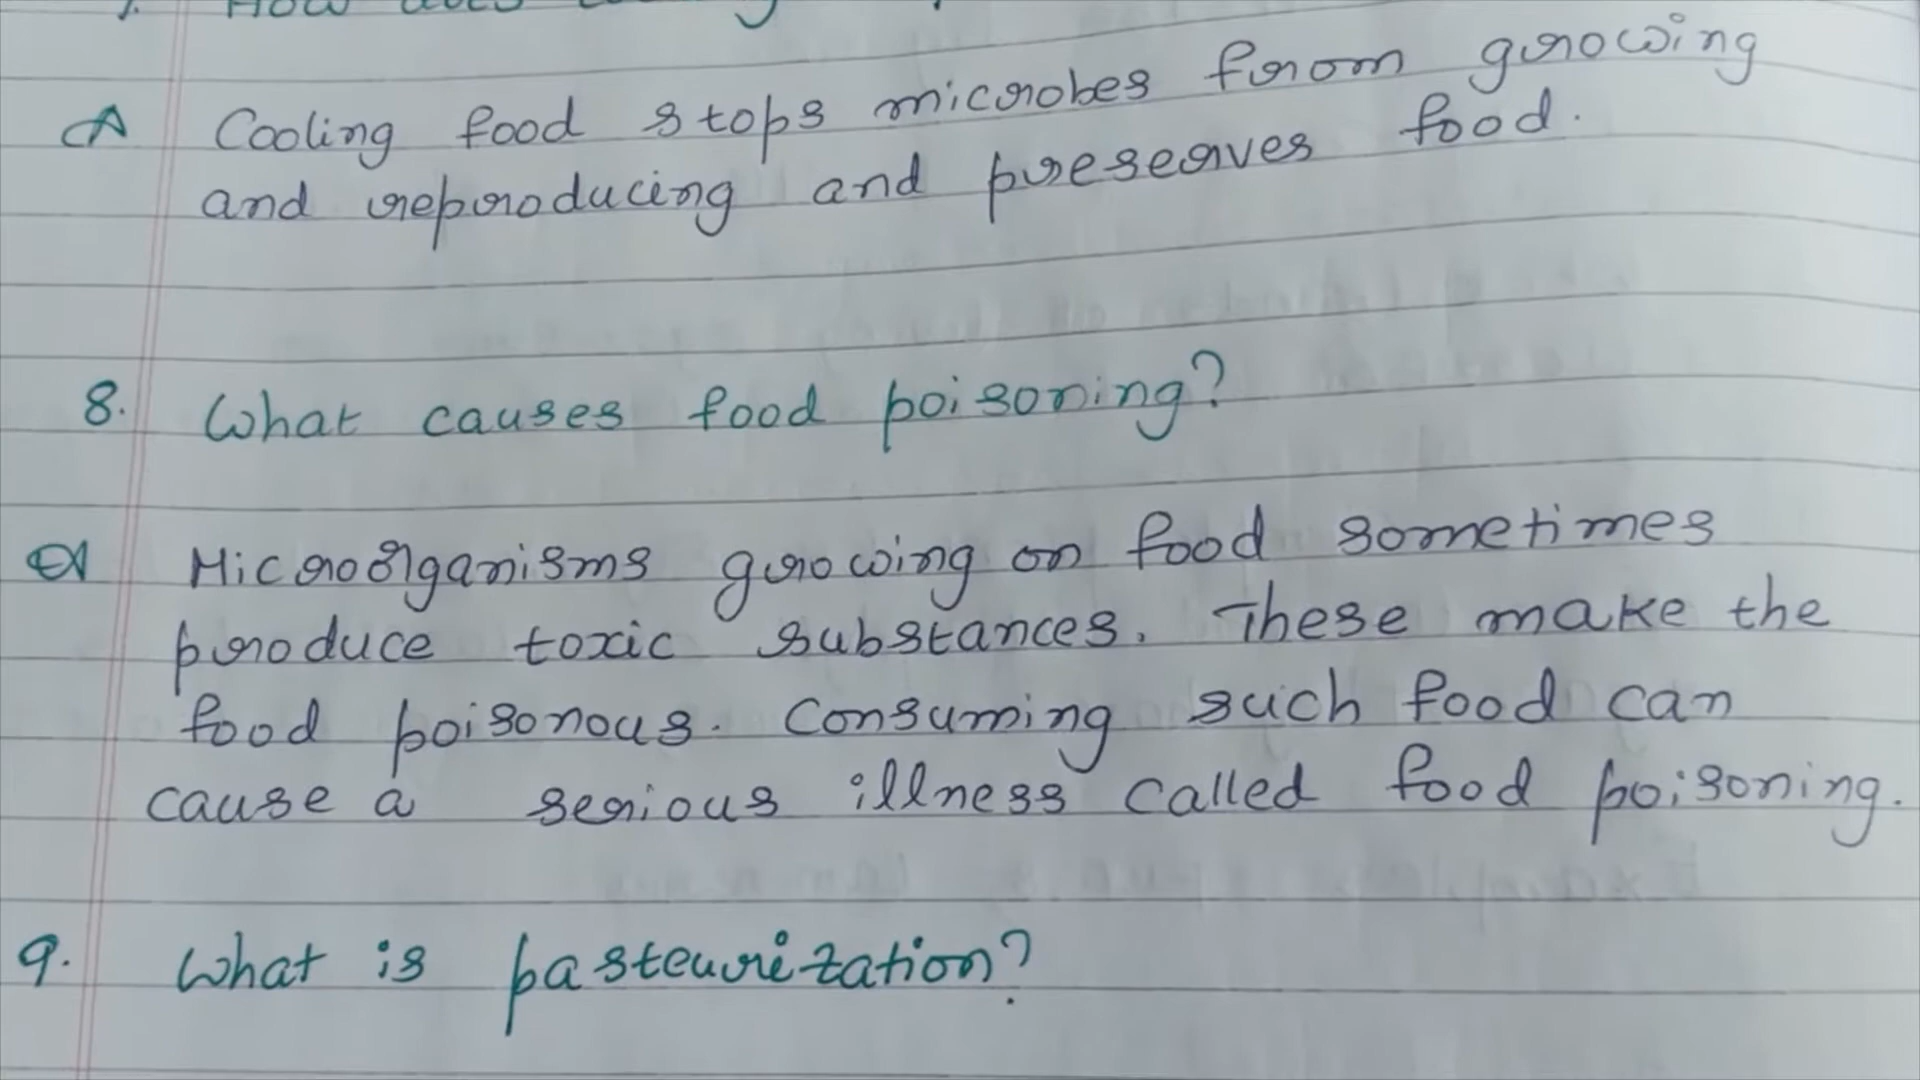 How does
A Cooling food stops microbes from growing
and reproducing and preserves food.
8. What causes food poisoning?
A Microorganisms growing on food sometimes
produce toxic substances. These make the
food poisonous. Consuming such food can
cause a serious illness called food poisoning.
9. What is pasteurization?